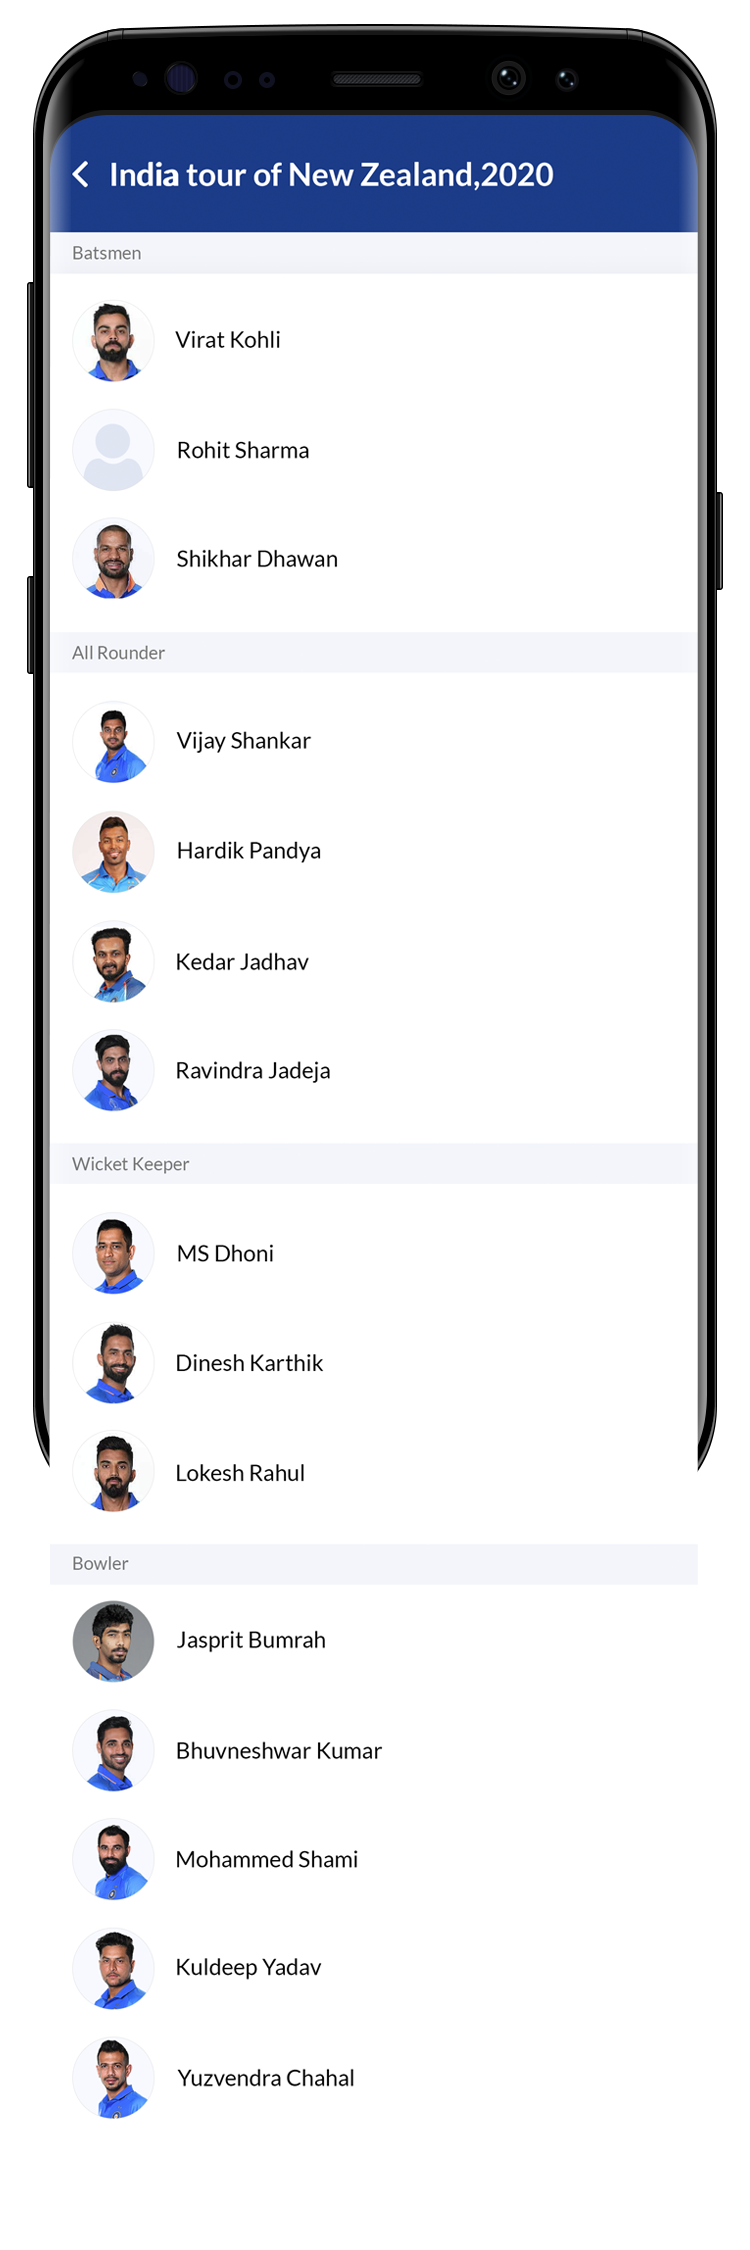 India tour of New Zealand,2020
Batsmen
Virat Kohli
Rohit Sharma
Shikhar Dhawan
All Rounder
Vijay Shankar
Hardik Pandya
Kedar Jadhav
Ravindra Jadeja
Wicket Keeper
MS Dhoni
Dinesh Karthik
Lokesh Rahul
Bowler
Jasprit Bumrah
Bhuvneshwar Kumar
Mohammed Shami
Kuldeep Yadav
Yuzvendra Chahal